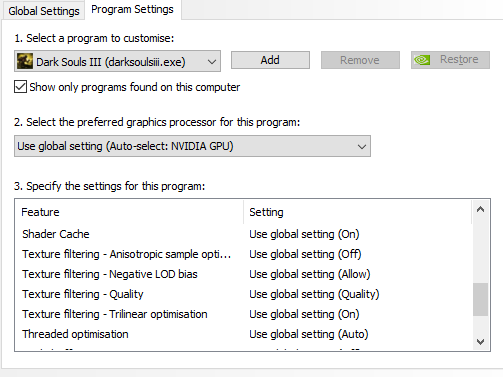 Global Settings Program Settings
1. Select a program to customise:
Dark Souls III (darksoulsiii.exe) Add Remove Restore
Show only programs found on this computer
2. Select the preferred graphics processor for this program:
Use global setting (Auto-select: NVIDIA GPU)
3. Specify the settings for this program:
Feature Setting
Shader Cache Use global setting (On)
Texture filtering - Anisotropic sample opti... Use global setting (Off)
Texture filtering - Negative LOD bias Use global setting (Allow)
Texture filtering - Quality Use global setting (Quality)
Texture filtering - Trilinear optimisation Use global setting (On)
Threaded optimisation Use global setting (Auto)